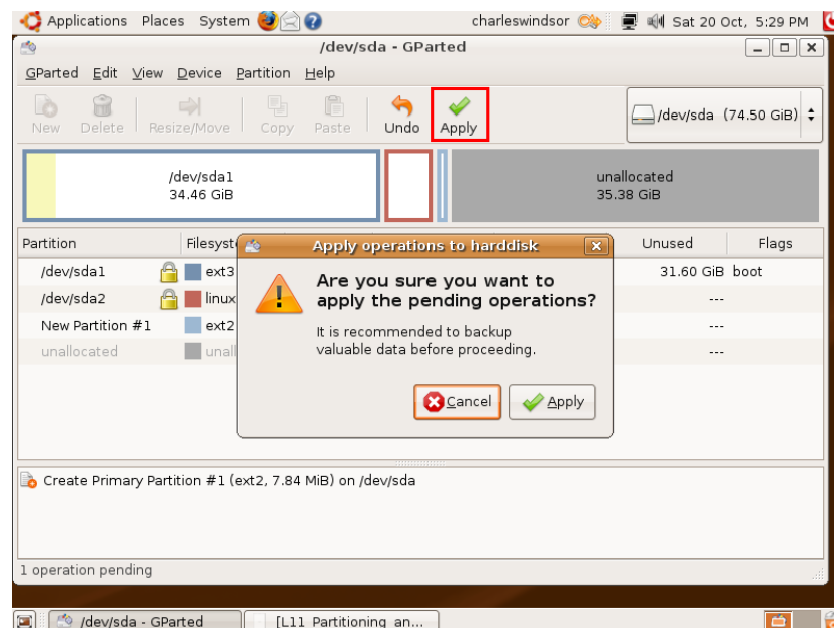 Applications Places System charleswindsor Sat 20 Oct, 5:29 PM
/dev/sda - GParted
GParted Edit View Device Partition Help
New Delete Resize/Move Copy Paste Undo Apply /dev/sda (74.50 GiB)
/dev/sda1
34.46 GiB
unallocated
35.38 GiB
Partition Filesyst Unused Flags
/dev/sda1 ext3 31.60 GiB boot
/dev/sda2 linux ---
New Partition #1 ext2 ---
unallocated unall ---
Apply operations to harddisk
Are you sure you want to
apply the pending operations?
It is recommended to backup
valuable data before proceeding.
Cancel Apply
Create Primary Partition #1 (ext2, 7.84 MiB) on /dev/sda
1 operation pending
/dev/sda - GParted [L11 Partitioning an...